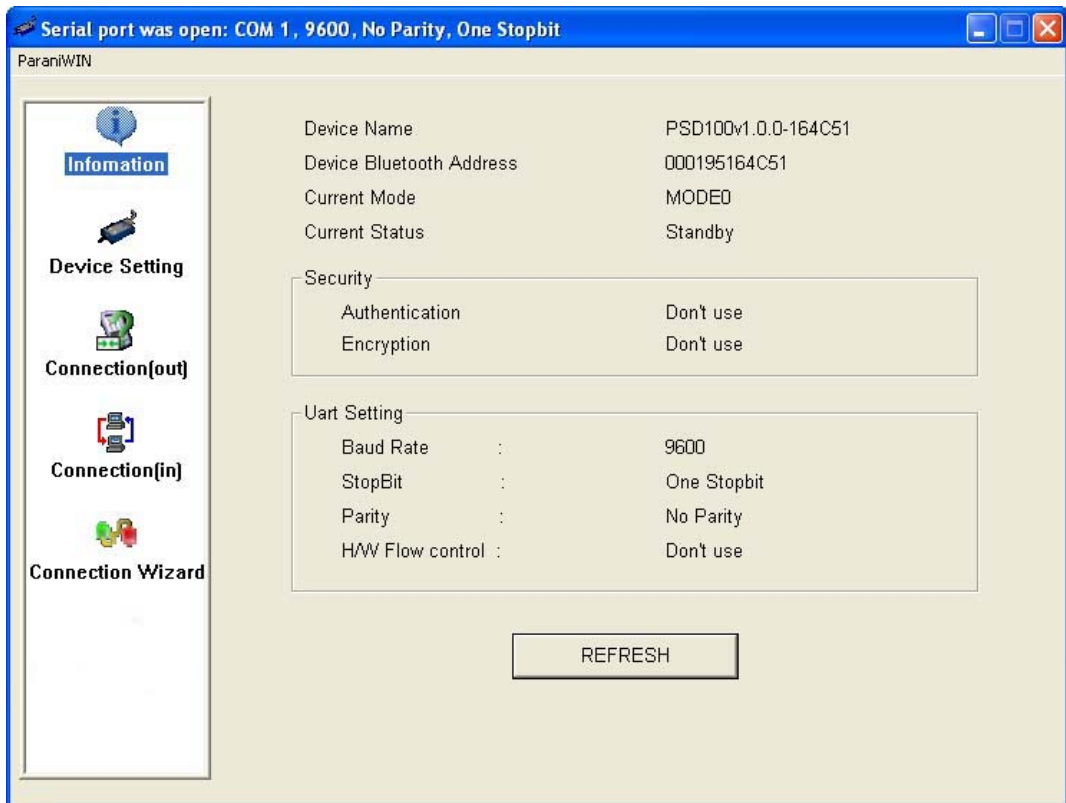 Serial port was open: COM 1, 9600, No Parity, One Stopbit
ParaniWIN
Infomation
Device Setting
Connection(out)
Connection(in)
Connection Wizard
Device Name PSD100v1.0.0-164C51
Device Bluetooth Address 000195164C51
Current Mode MODE0
Current Status Standby
Security
Authentication Don't use
Encryption Don't use
Uart Setting
Baud Rate : 9600
StopBit : One Stopbit
Parity : No Parity
H/W Flow control : Don't use
REFRESH